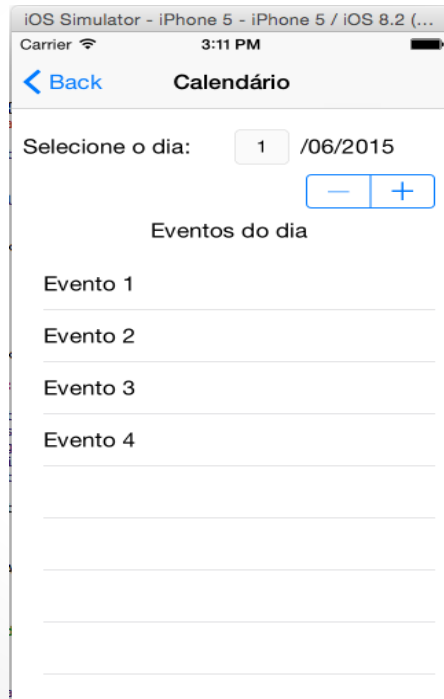 iOS Simulator - iPhone 5 - iPhone 5 / iOS 8.2 (...
Carrier 3:11 PM
Back Calendário
Selecione o dia: 1 /06/2015
− +
Eventos do dia
Evento 1
Evento 2
Evento 3
Evento 4